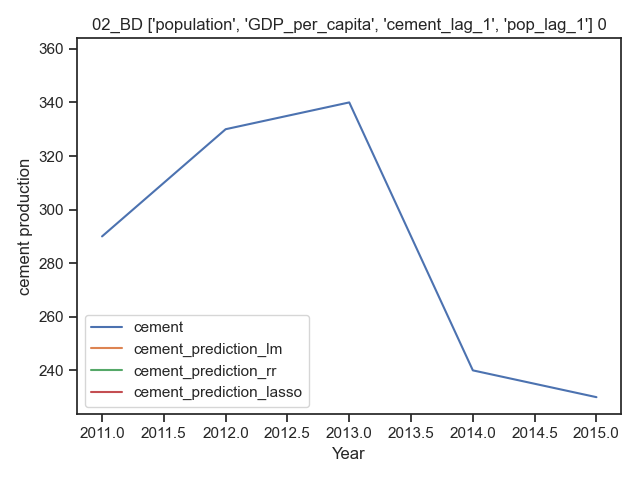 02_BD ['population', 'GDP_per_capita', 'cement_lag_1', 'pop_lag_1'] 0
360
340
320
300
280
260
240
cement production
cement
cement_prediction_lm
cement_prediction_rr
cement_prediction_lasso
2011.0 2011.5 2012.0 2012.5 2013.0 2013.5 2014.0 2014.5 2015.0
Year